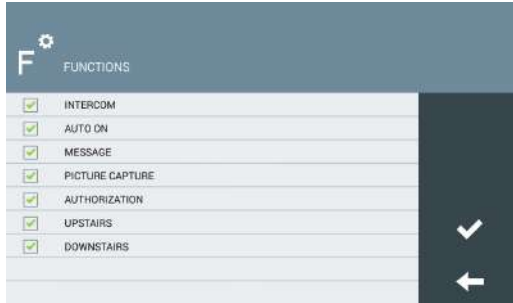 F
FUNCTIONS
INTERCOM
AUTO ON
MESSAGE
PICTURE CAPTURE
AUTHORIZATION
UPSTAIRS
DOWNSTAIRS